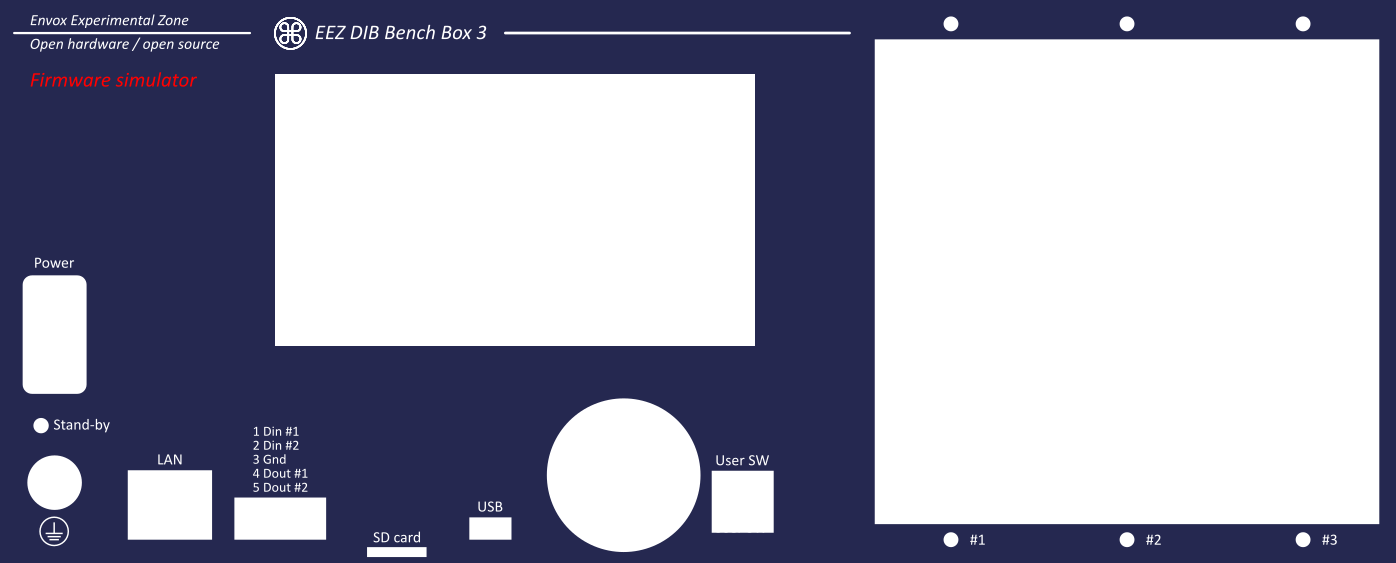 Envox Experimental Zone
Open hardware / open source
EEZ DIB Bench Box 3
Firmware simulator
Power
Stand-by
LAN
1 Din #1
2 Din #2
3 Gnd
4 Dout #1
5 Dout #2
SD card
USB
User SW
#1
#2
#3